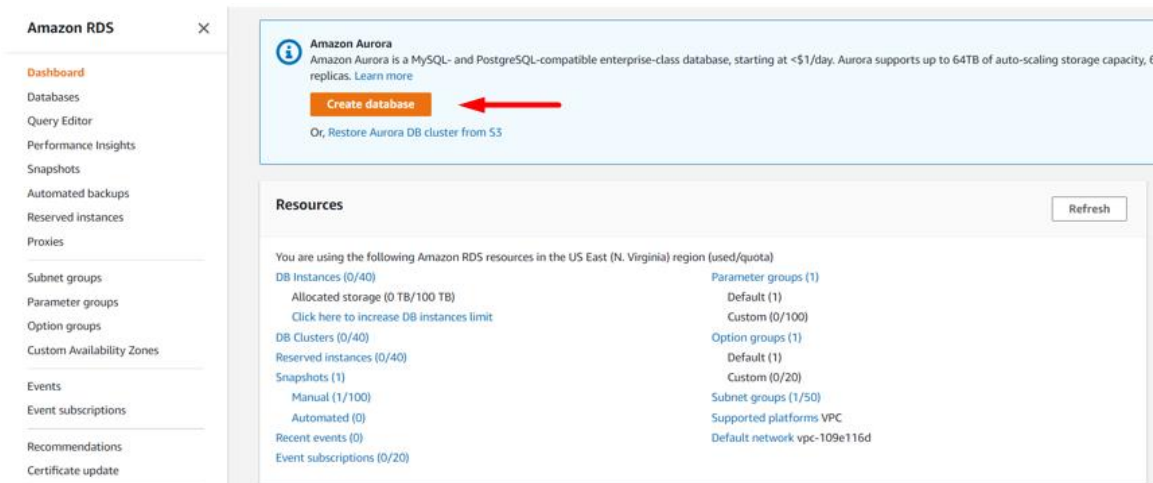 Amazon RDS
Dashboard
Databases
Query Editor
Performance Insights
Snapshots
Automated backups
Reserved instances
Proxies
Subnet groups
Parameter groups
Option groups
Custom Availability Zones
Events
Event subscriptions
Recommendations
Certificate update
Amazon Aurora
Amazon Aurora is a MySQL- and PostgreSQL-compatible enterprise-class database, starting at <$1/day. Aurora supports up to 64TB of auto-scaling storage capacity, 6
replicas. Learn more
Create database
Or, Restore Aurora DB cluster from S3
Resources
Refresh
You are using the following Amazon RDS resources in the US East (N. Virginia) region (used/quota)
DB Instances (0/40)
Allocated storage (0 TB/100 TB)
Click here to increase DB instances limit
DB Clusters (0/40)
Reserved instances (0/40)
Snapshots (1)
Manual (1/100)
Automated (0)
Recent events (0)
Event subscriptions (0/20)
Parameter groups (1)
Default (1)
Custom (0/100)
Option groups (1)
Default (1)
Custom (0/20)
Subnet groups (1/50)
Supported platforms VPC
Default network vpc-109e116d